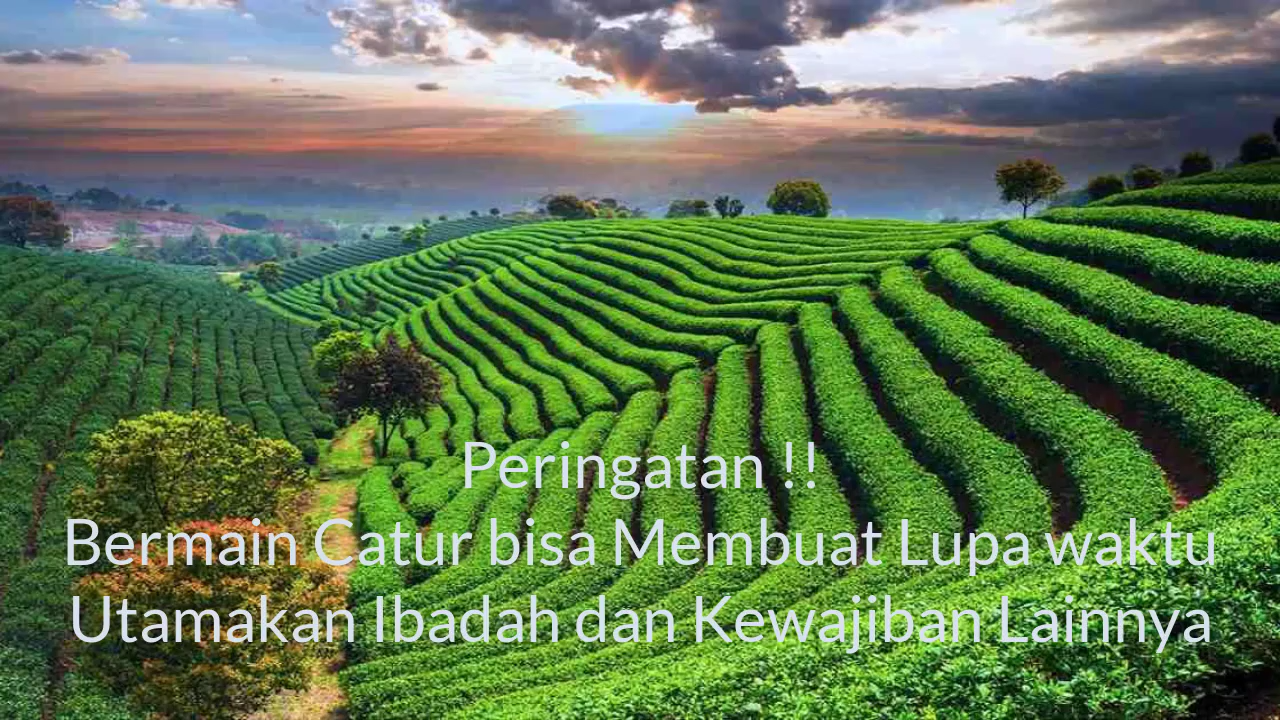 Peringatan !!
Bermain Catur bisa Membuat Lupa waktu
Utamakan Ibadah dan Kewajiban Lainnya